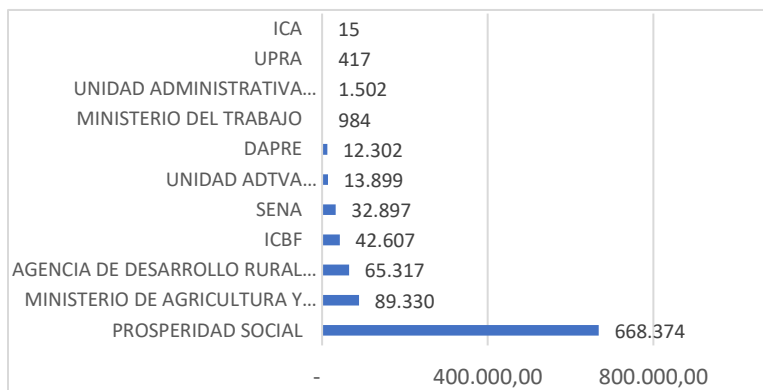 ICA 15
UPRA 417
UNIDAD ADMINISTRATIVA... 1.502
MINISTERIO DEL TRABAJO 984
DAPRE 12.302
UNIDAD ADTVA... 13.899
SENA 32.897
ICBF 42.607
AGENCIA DE DESARROLLO RURAL... 65.317
MINISTERIO DE AGRICULTURA Y... 89.330
PROSPERIDAD SOCIAL 668.374
- 400.000,00 800.000,00